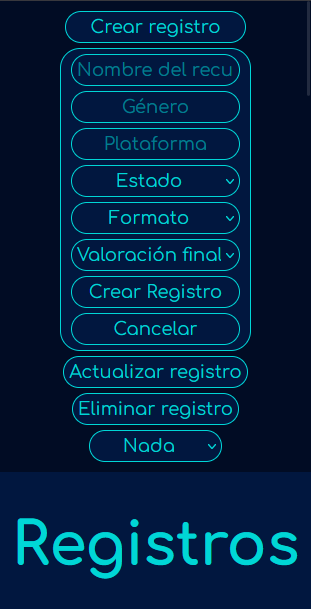 Crear registro
Nombre del recu
Género
Plataforma
Estado
Formato
Valoración final
Crear Registro
Cancelar
Actualizar registro
Eliminar registro
Nada
Registros